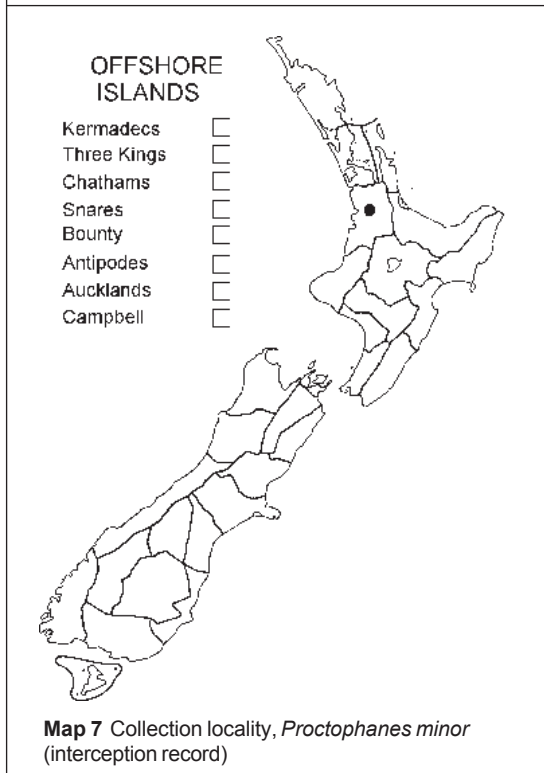 OFFSHORE
ISLANDS
Kermadecs
Three Kings
Chathams
Snares
Bounty
Antipodes
Aucklands
Campbell
Map 7 Collection locality, Proctophanes minor
(interception record)